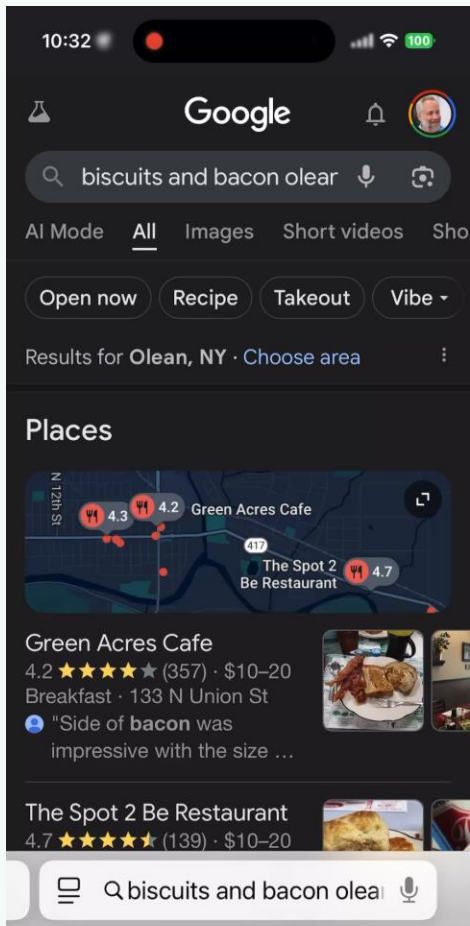 10:32
100
Google
biscuits and bacon olear
AI Mode All Images Short videos Sho
Open now Recipe Takeout Vibe
Results for Olean, NY · Choose area
Places
N 12th St
4.3
4.2
Green Acres Cafe
417
The Spot 2
Be Restaurant
4.7
Green Acres Cafe
4.2 ★★★★★ (357) · $10–20
Breakfast · 133 N Union St
"Side of bacon was
impressive with the size ...
The Spot 2 Be Restaurant
4.7 ★★★★★ (139) · $10–20
biscuits and bacon olea